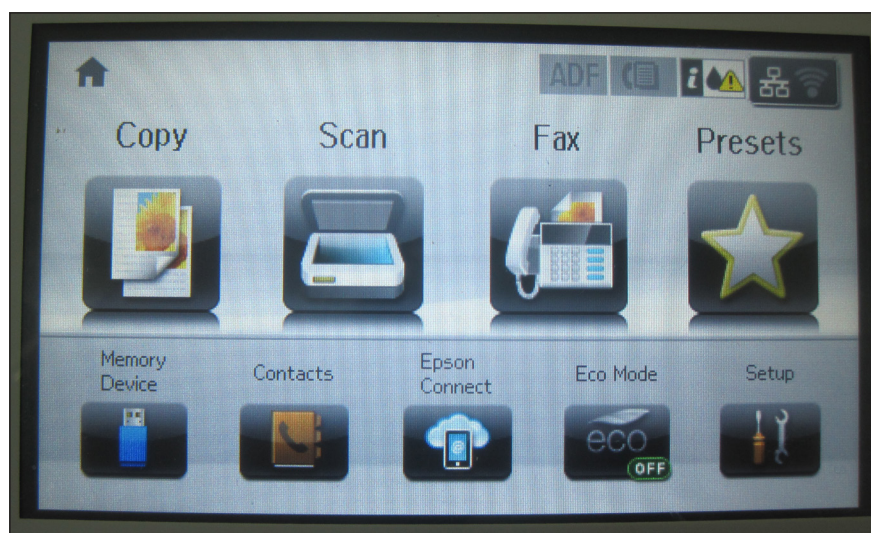 ADF i
Copy Scan Fax Presets
Memory
Device
Contacts
Epson
Connect
Eco Mode
Setup
@
eco
OFF